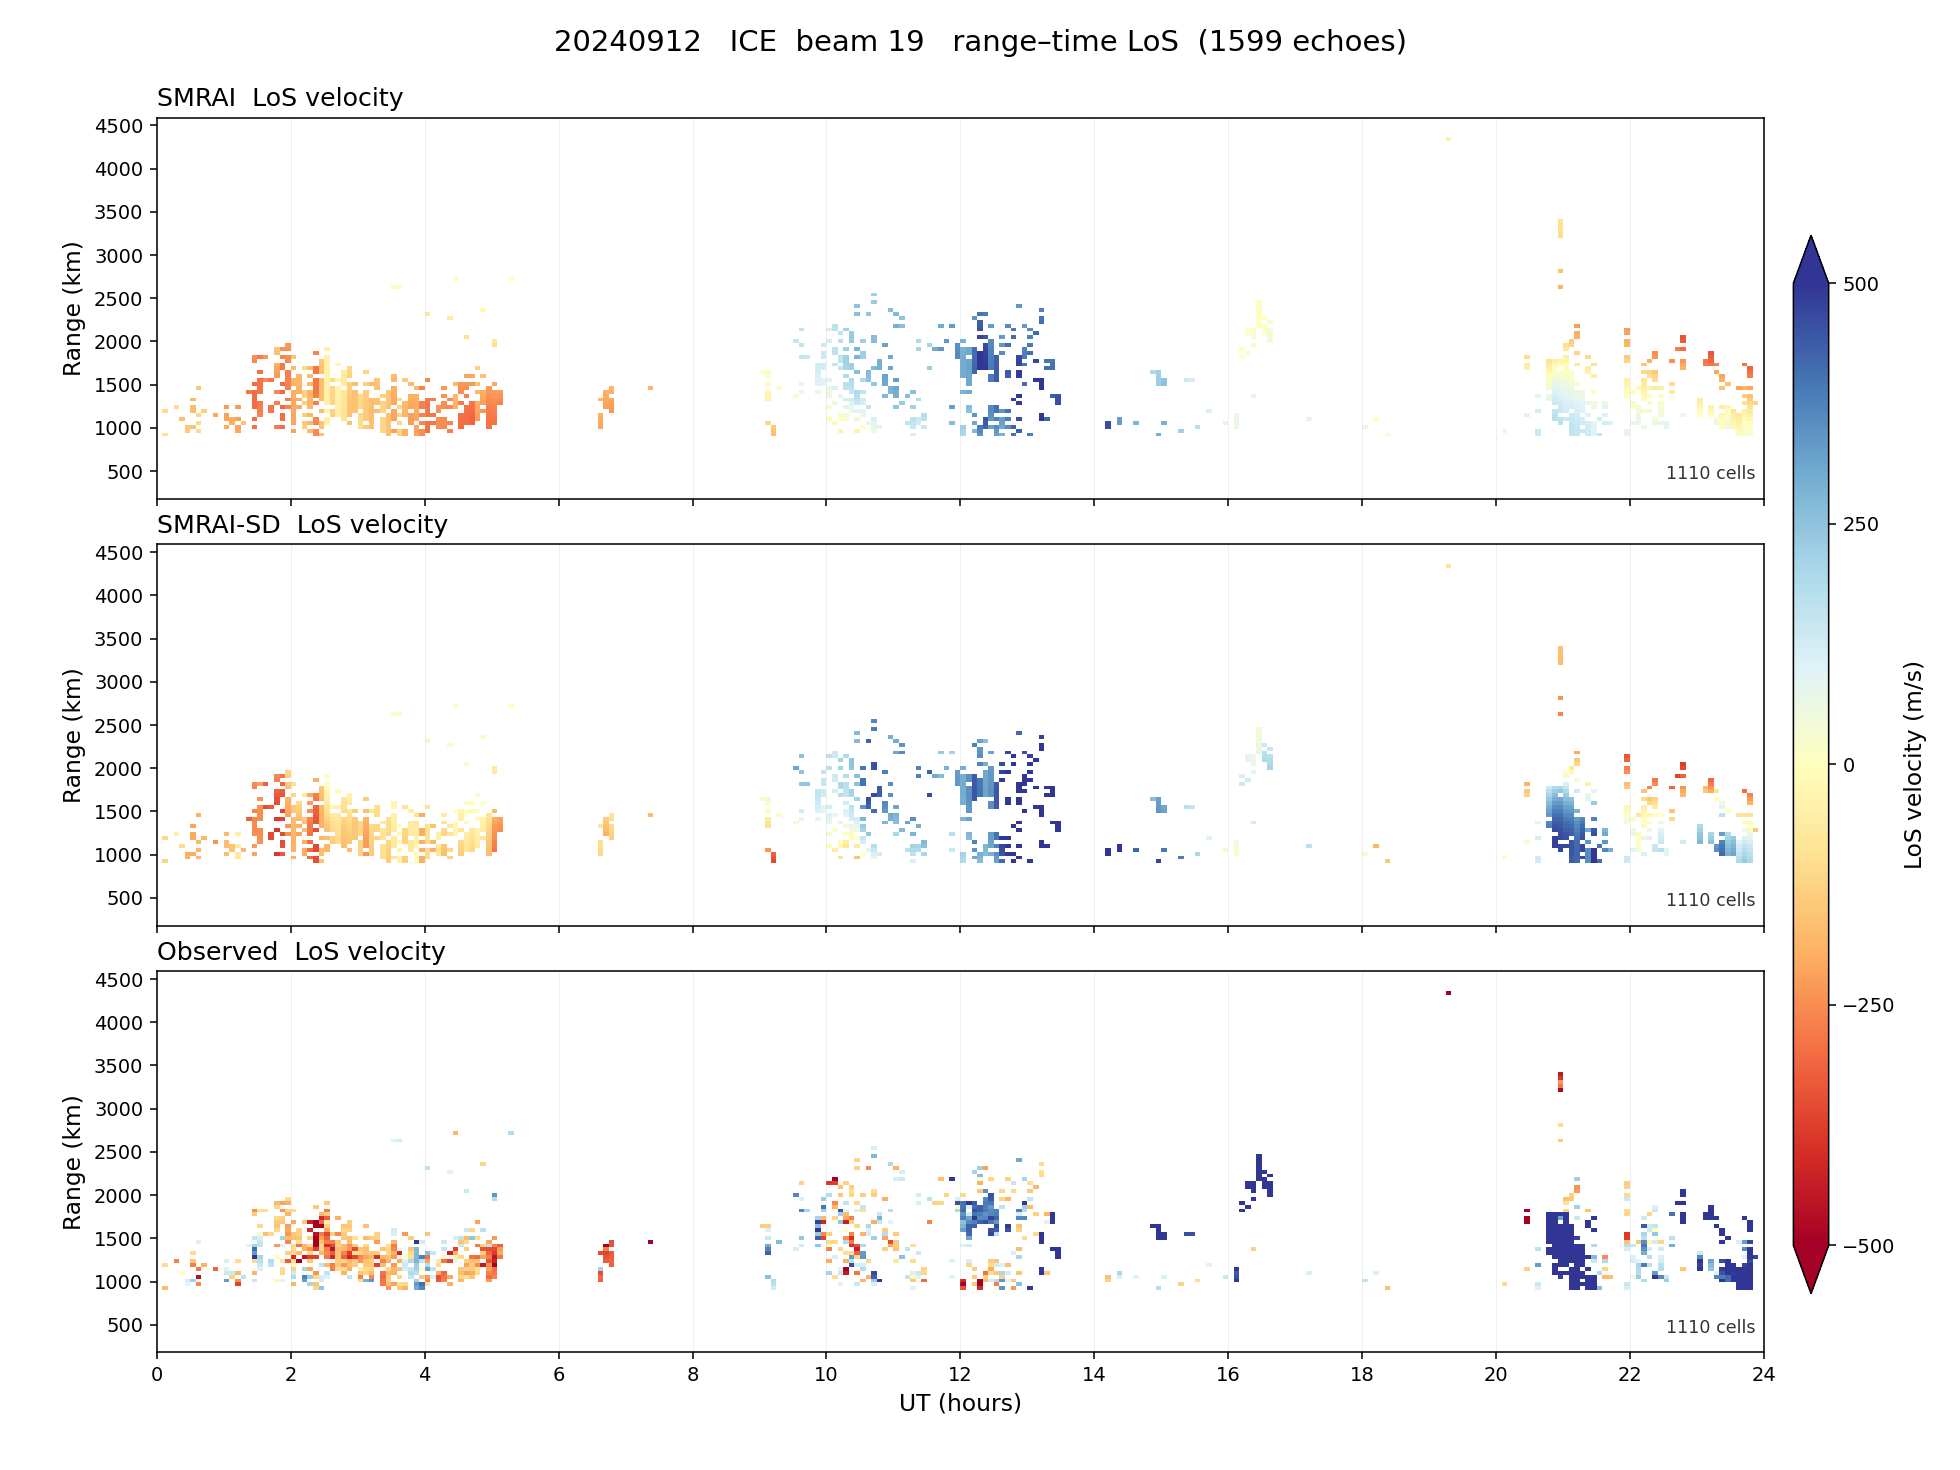 20240912   ICE  beam 19   range–time LoS  (1599 echoes)
SMRAI  LoS velocity
4500
4000
3500
3000
2500
2000
1500
1000
500
Range (km)
1110 cells
SMRAI-SD  LoS velocity
4500
4000
3500
3000
2500
2000
1500
1000
500
Range (km)
1110 cells
Observed  LoS velocity
4500
4000
3500
3000
2500
2000
1500
1000
500
Range (km)
1110 cells
0 2 4 6 8 10 12 14 16 18 20 22 24
UT (hours)
500
250
0
−250
−500
LoS velocity (m/s)